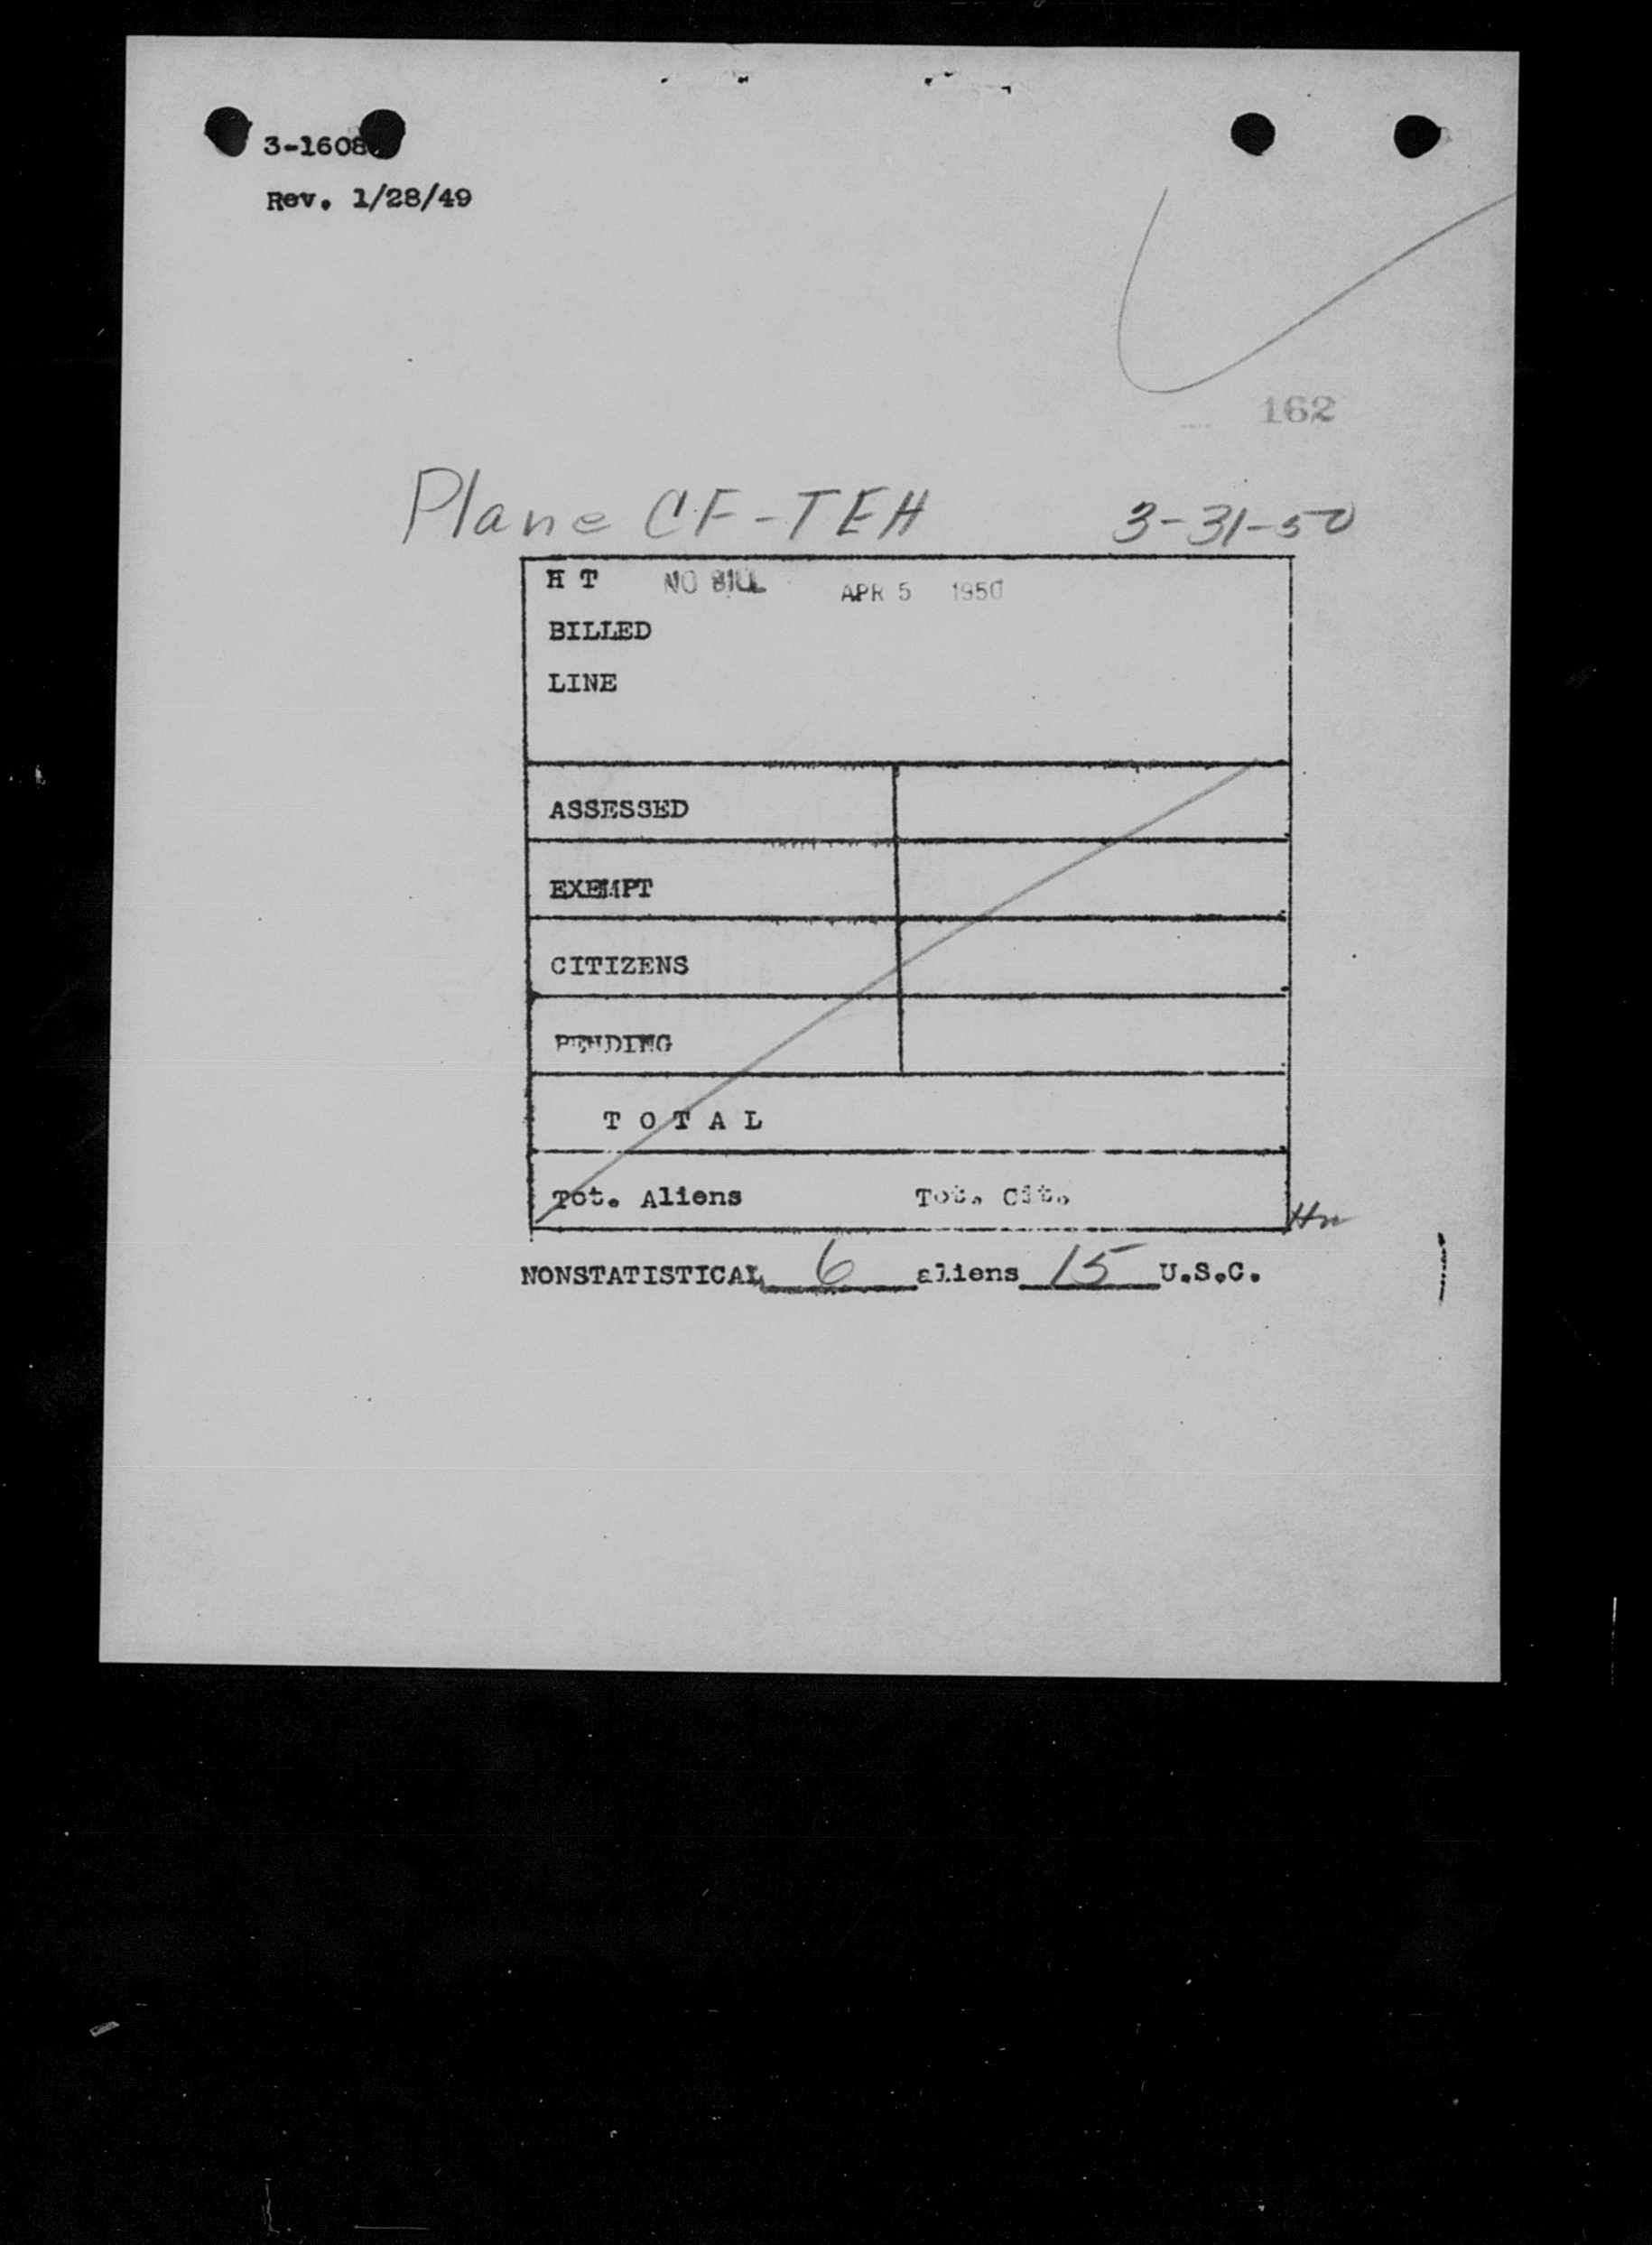 3-1608
Rev. 1/28/49
162
Plane CF-TEH 3-31-50
H T NO BILL APR 5 1950
BILLED
LINE
ASSESSED
EXEMPT
CITIZENS
PENDING
T O T A L
Tot. Aliens Tot. Cit.
NONSTATISTICAL 6 aliens 15 U.S.C.